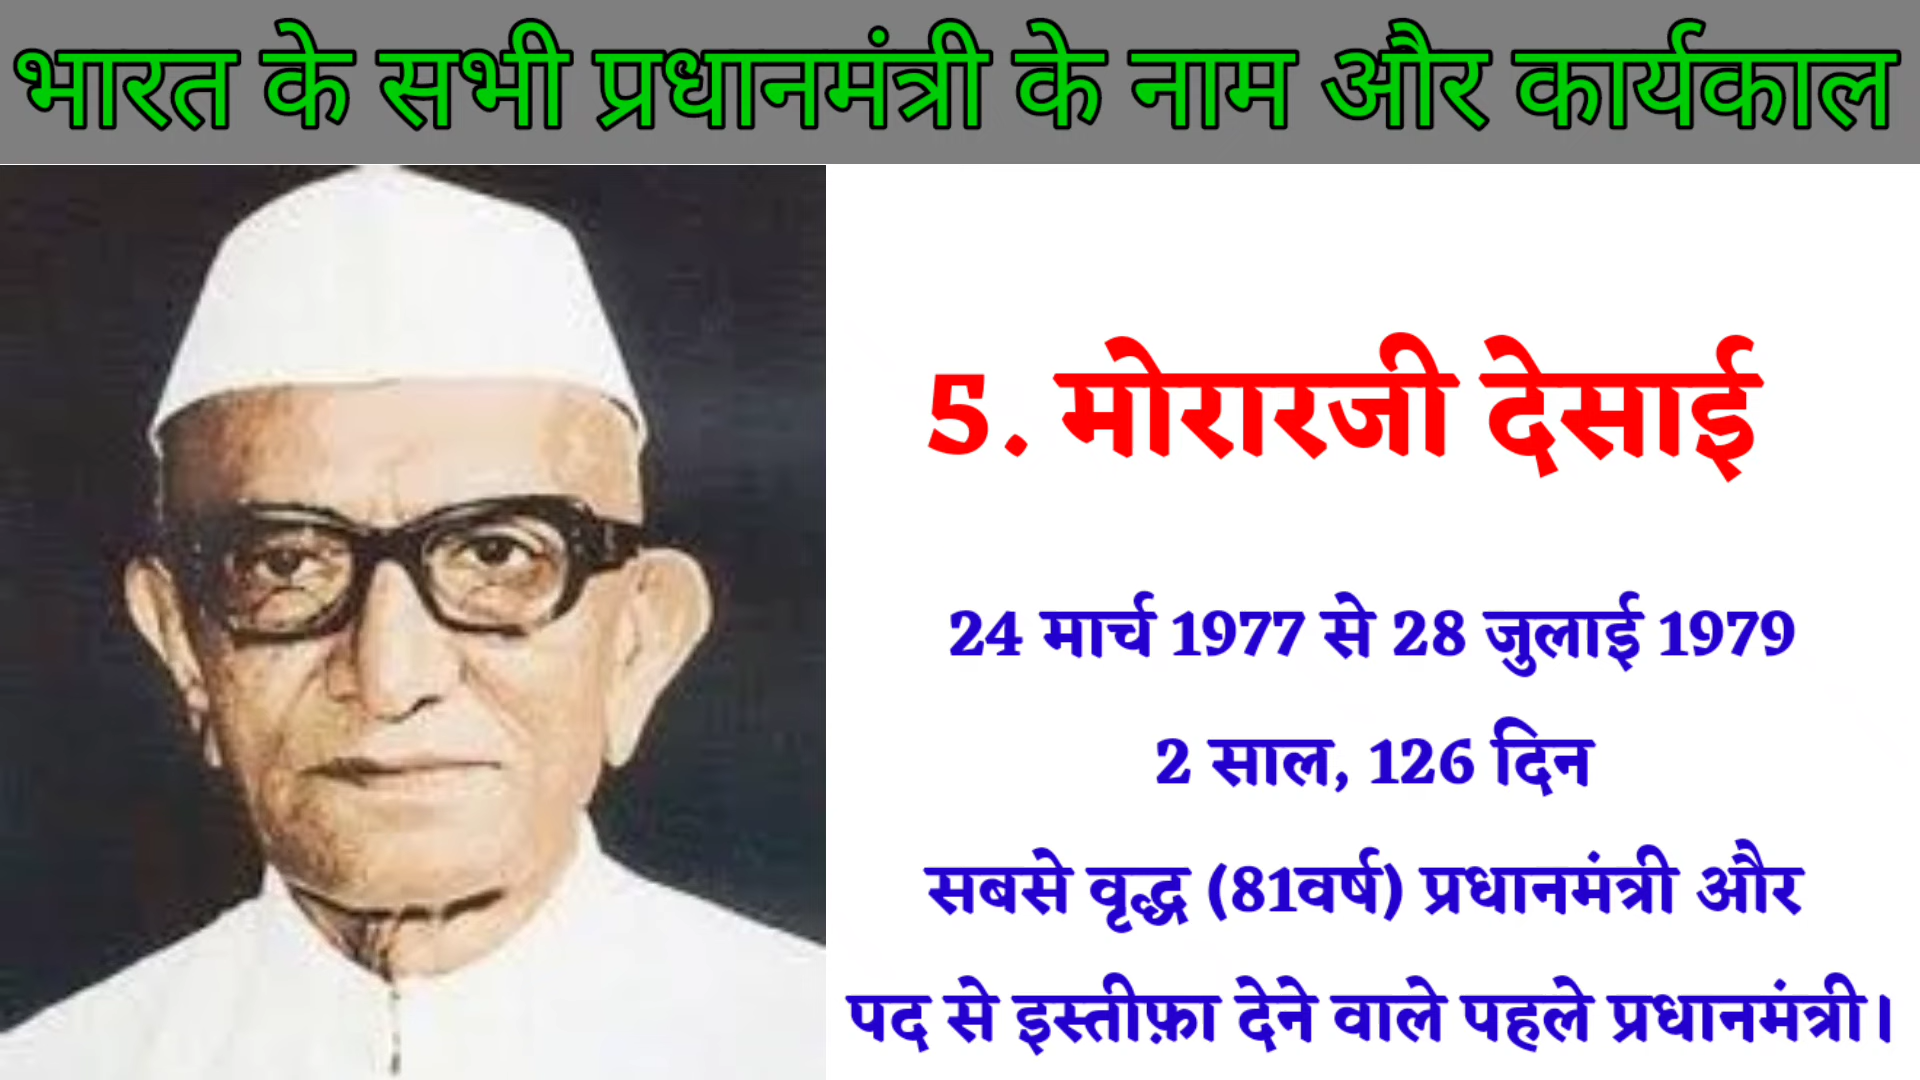 भारत के सभी प्रधानमंत्री के नाम और कार्यकाल
5. मोरारजी देसाई
24 मार्च 1977 से 28 जुलाई 1979
2 साल, 126 दिन
सबसे वृद्ध (81वर्ष) प्रधानमंत्री और
पद से इस्तीफ़ा देने वाले पहले प्रधानमंत्री।